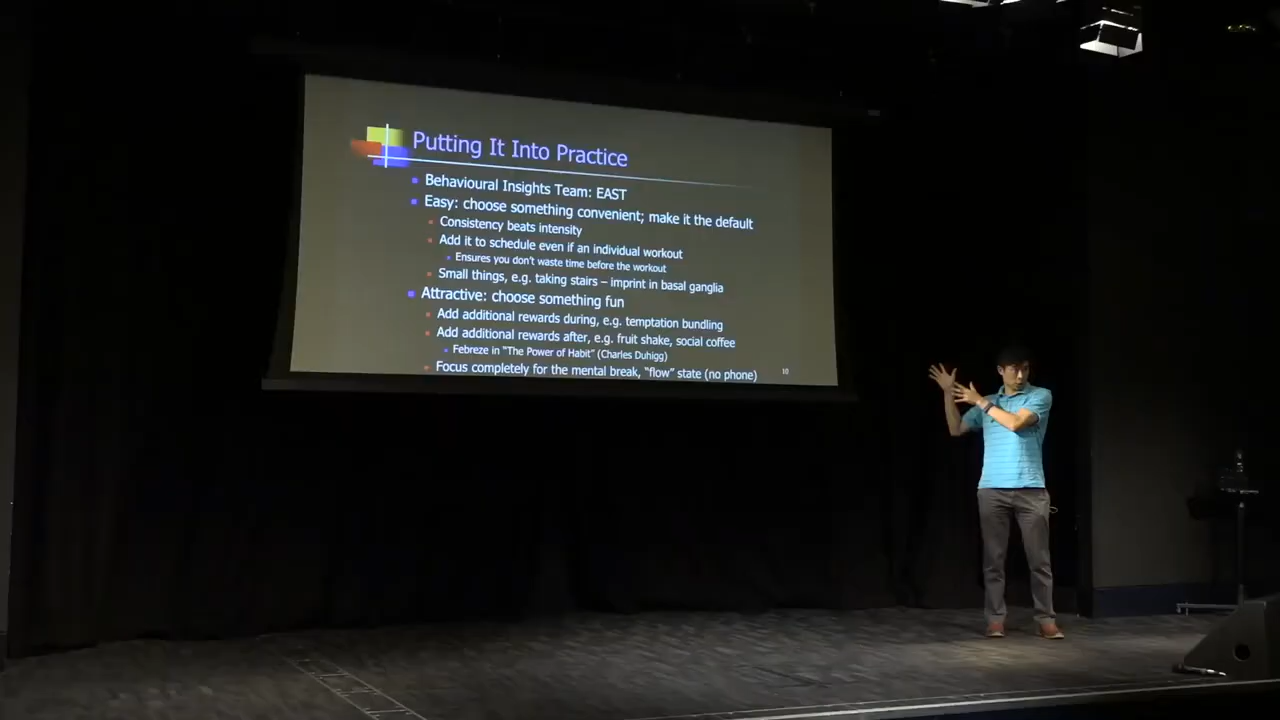 Putting It Into Practice
Behavioural Insights Team: EAST
Easy: choose something convenient; make it the default
Consistency beats intensity
Add it to schedule even if an individual workout
Ensures you don't waste time before the workout
Small things, e.g. taking stairs – imprint in basal ganglia
Attractive: choose something fun
Add additional rewards during, e.g. temptation bundling
Add additional rewards after, e.g. fruit shake, social coffee
Febreze in "The Power of Habit" (Charles Duhigg)
Focus completely for the mental break, "flow" state (no phone)
10